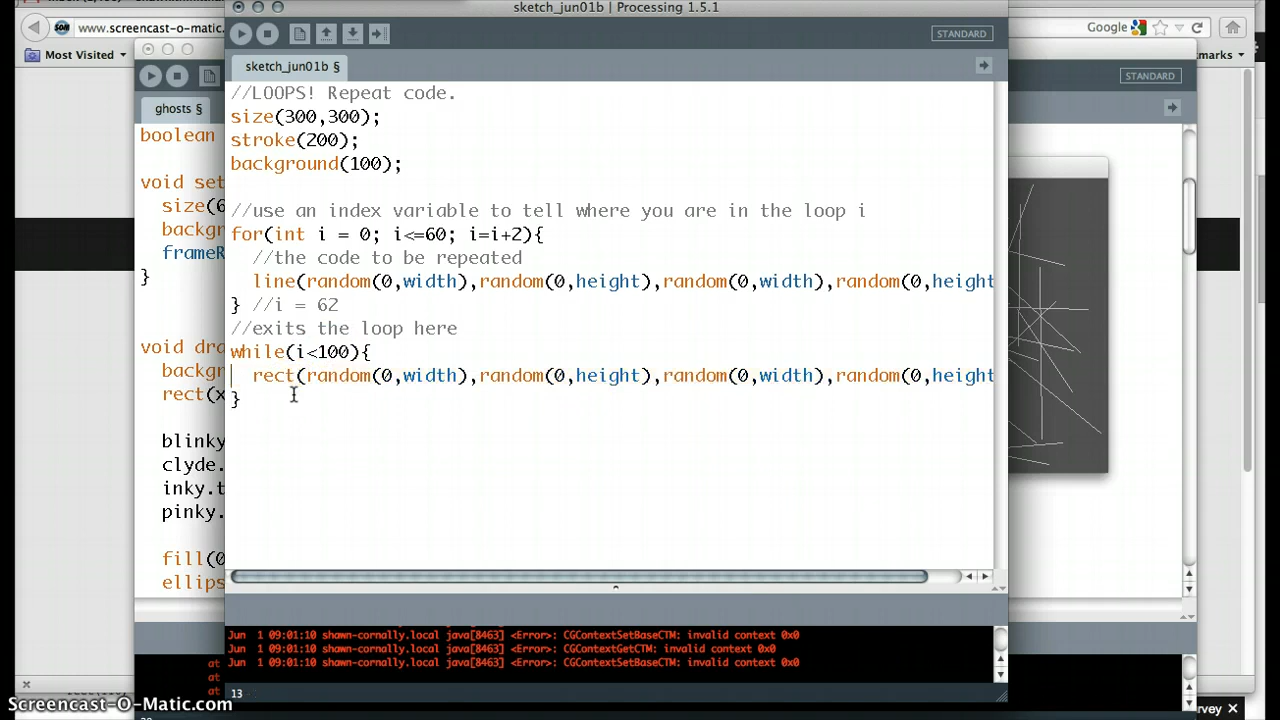 sketch_jun01b | Processing 1.5.1
www.screencast-o-matic.
Google
Most Visited
STANDARD
STANDARD
sketch_jun01b §
ghosts §
//LOOPS! Repeat code.
size(300,300);
stroke(200);
background(100);
//use an index variable to tell where you are in the loop i
for(int i = 0; i<=60; i=i+2){
//the code to be repeated
line(random(0,width),random(0,height),random(0,width),random(0,height
} //i = 62
//exits the loop here
while(i<100){
rect(random(0,width),random(0,height),random(0,width),random(0,height
}
boolean
void set
size(6
backgr
frameR
}
void dra
backgr
rect(x
blinky
clyde.
inky.t
pinky.
fill(0
ellips
Jun 1 09:01:10 shawn-cornally.local java[8463] <Error>: CGContextSetBaseCTM: invalid context 0x0
Jun 1 09:01:10 shawn-cornally.local java[8463] <Error>: CGContextGetCTM: invalid context 0x0
Jun 1 09:01:10 shawn-cornally.local java[8463] <Error>: CGContextSetBaseCTM: invalid context 0x0
at
at
at
13
Screencast-O-Matic.com